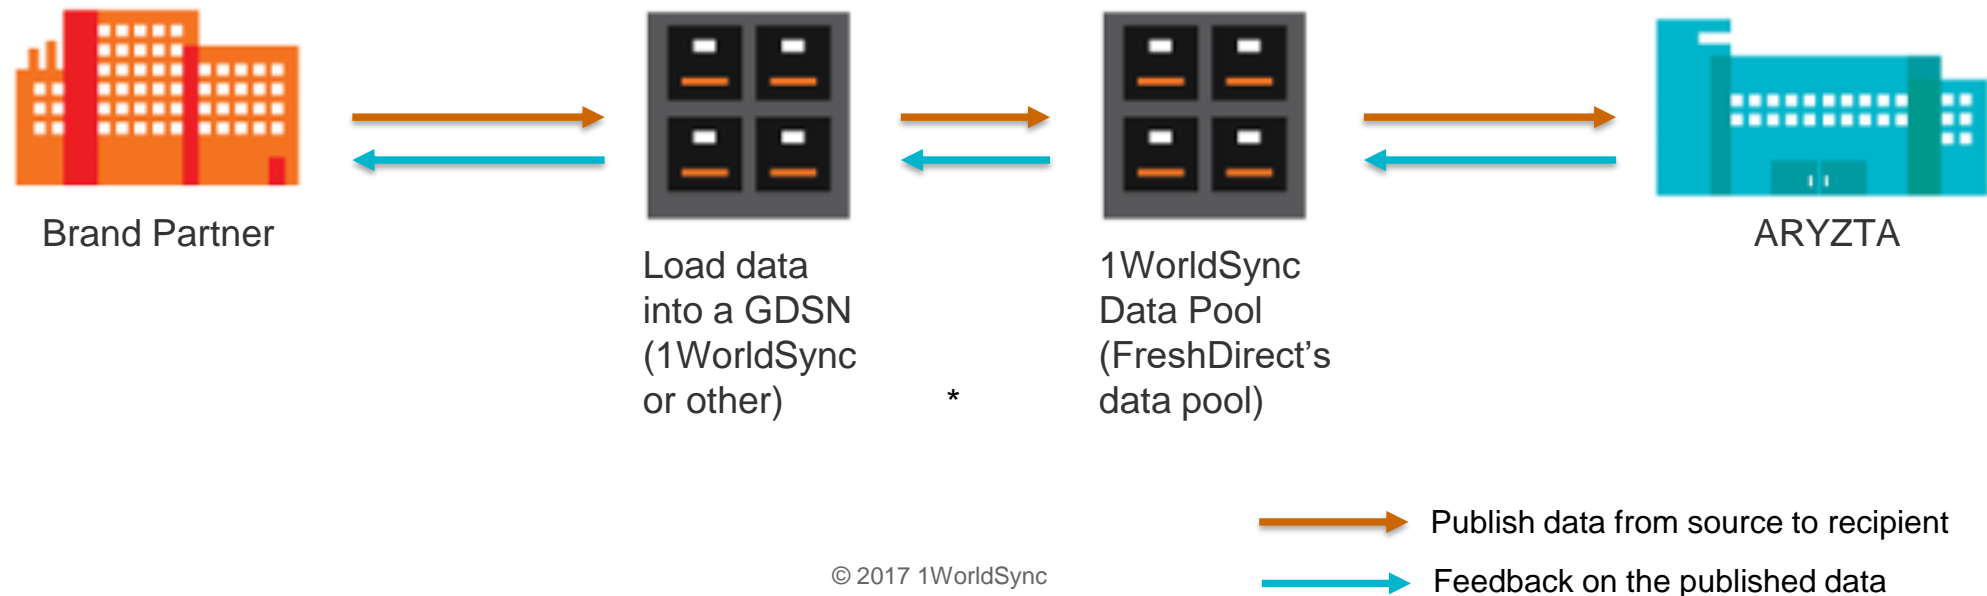 Brand Partner
Load data
into a GDSN
(1WorldSync
or other)
*
1WorldSync
Data Pool
(FreshDirect's
data pool)
ARYZTA
Publish data from source to recipient
Feedback on the published data
© 2017 1WorldSync